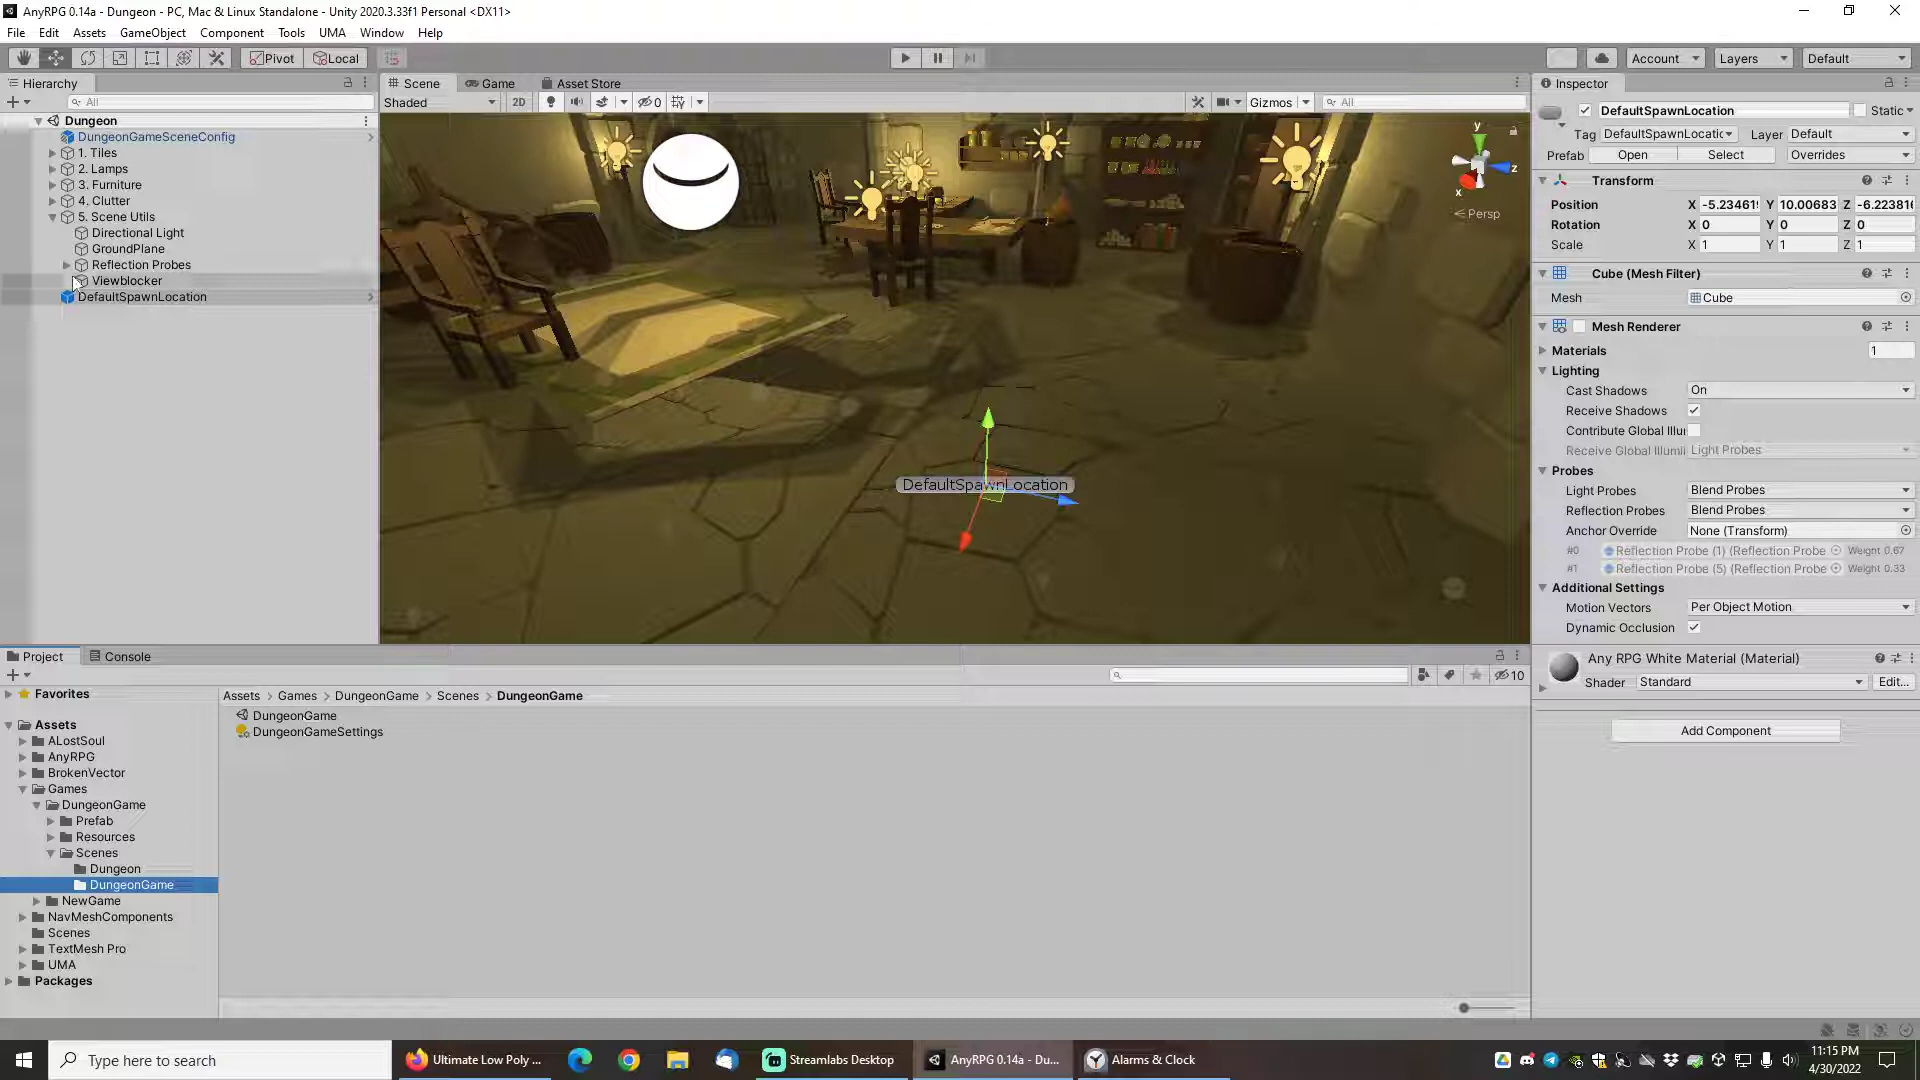 AnyRPG 0.14a - Dungeon - PC, Mac & Linux Standalone - Unity 2020.3.33f1 Personal <DX11>
File Edit Assets GameObject Component Tools UMA Window Help
Pivot Local Account Layers Default
Hierarchy
All
Dungeon
DungeonGameSceneConfig
1. Tiles
2. Lamps
3. Furniture
4. Clutter
5. Scene Utils
Directional Light
GroundPlane
Reflection Probes
Viewblocker
DefaultSpawnLocation
Scene Game Asset Store
Shaded 2D 0 Gizmos All
y
z
x
Persp
DefaultSpawnLocation
Inspector
DefaultSpawnLocation Static
Tag DefaultSpawnLocatic Layer Default
Prefab Open Select Overrides
Transform
Position X -5.23461 Y 10.00683 Z -6.22381
Rotation X 0 Y 0 Z 0
Scale X 1 Y 1 Z 1
Cube (Mesh Filter)
Mesh Cube
Mesh Renderer
Materials 1
Lighting
Cast Shadows On
Receive Shadows
Contribute Global Illu
Receive Global Illumi Light Probes
Probes
Light Probes Blend Probes
Reflection Probes Blend Probes
Anchor Override None (Transform)
#0 Reflection Probe (1) (Reflection Probe Weight 0.67
#1 Reflection Probe (5) (Reflection Probe Weight 0.33
Additional Settings
Motion Vectors Per Object Motion
Dynamic Occlusion
Any RPG White Material (Material)
Shader Standard Edit...
Add Component
Project Console
10
Favorites
Assets
ALostSoul
AnyRPG
BrokenVector
Games
DungeonGame
Prefab
Resources
Scenes
Dungeon
DungeonGame
NewGame
NavMeshComponents
Scenes
TextMesh Pro
UMA
Packages
Assets Games DungeonGame Scenes DungeonGame
DungeonGame
DungeonGameSettings
Type here to search
Ultimate Low Poly ...
Streamlabs Desktop
AnyRPG 0.14a - Du...
Alarms & Clock
11:15 PM
4/30/2022